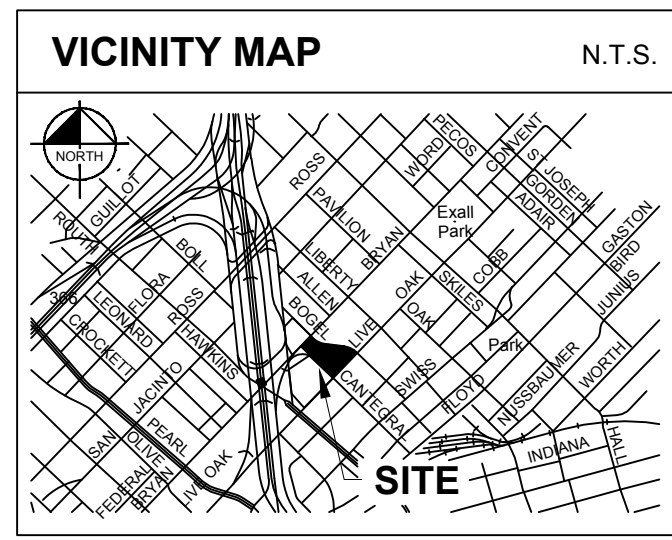 VICINITY MAP
N.T.S.
NORTH
ROUTH
GUILLOT
ROSS
WORD
PECOS
CONVENT
ST JOSEPH
GORDEN
ADAIR
PAVILION
BRYAN
Exall
Park
GASTON
BIRD
JUNIUS
BOLL
FLORA
ROSS
LIBERTY
ALLEN
BOGEL
LIVE
OAK
OAK
SKILES
COBB
366
LEONARD
CROCKETT
HAWKINS
JACINTO
SAN
PEARL
OLIVE
FEDERAL
BRYAN
LIVE
OAK
CANTEGRAL
SWISS
FLOYD
Park
NUSSBAUMER
WORTH
INDIANA
HALL
SITE